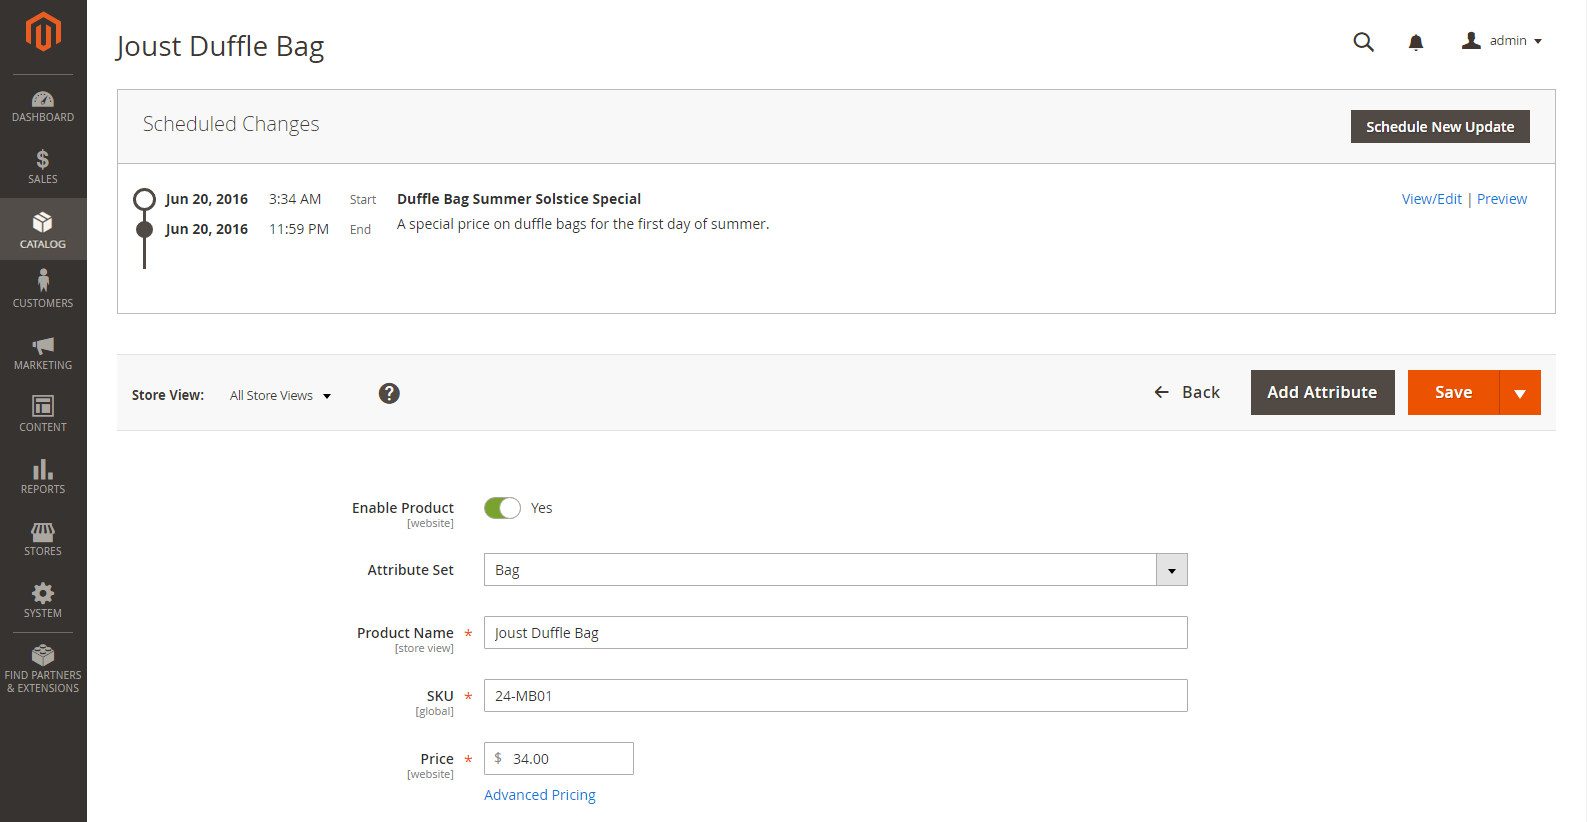 Joust Duffle Bag
admin
DASHBOARD
SALES
CATALOG
CUSTOMERS
MARKETING
CONTENT
REPORTS
STORES
SYSTEM
FIND PARTNERS
& EXTENSIONS
Scheduled Changes
Schedule New Update
Jun 20, 2016 3:34 AM Start Duffle Bag Summer Solstice Special View/Edit | Preview
A special price on duffle bags for the first day of summer.
Jun 20, 2016 11:59 PM End
Store View: All Store Views ? Back Add Attribute Save
Enable Product Yes
[website]
Attribute Set Bag
Product Name * Joust Duffle Bag
[store view]
SKU * 24-MB01
[global]
Price * $ 34.00
[website]
Advanced Pricing